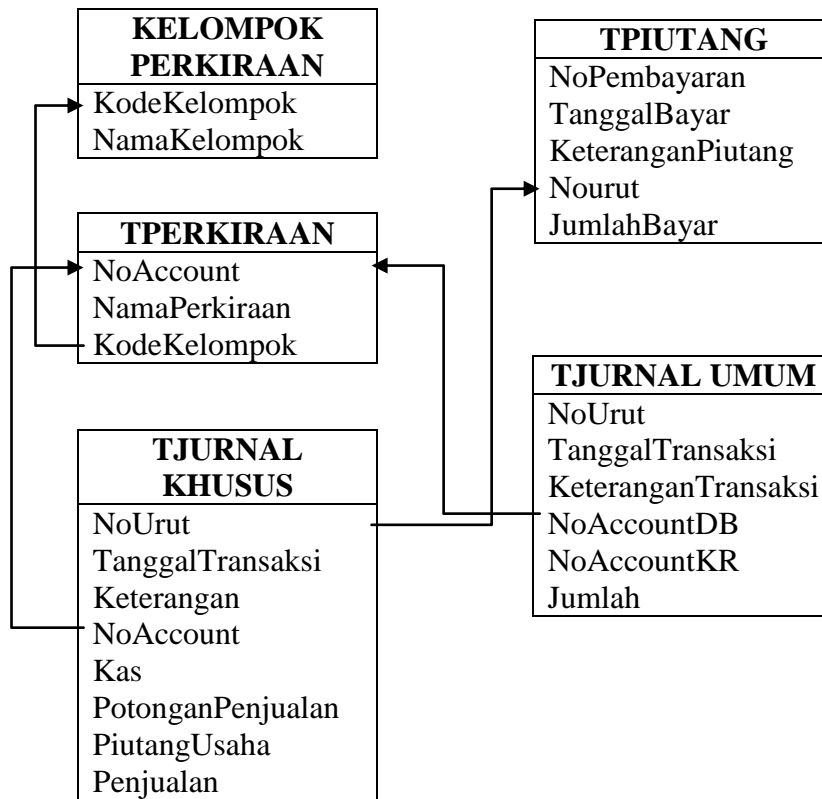 KELOMPOK
PERKIRAAN
KodeKelompok
NamaKelompok
TPERKIRAAN
NoAccount
NamaPerkiraan
KodeKelompok
TJURNAL
KHUSUS
NoUrut
TanggalTransaksi
Keterangan
NoAccount
Kas
PotonganPenjualan
PiutangUsaha
Penjualan
TPIUTANG
NoPembayaran
TanggalBayar
KeteranganPiutang
Nourut
JumlahBayar
TJURNAL UMUM
NoUrut
TanggalTransaksi
KeteranganTransaksi
NoAccountDB
NoAccountKR
Jumlah